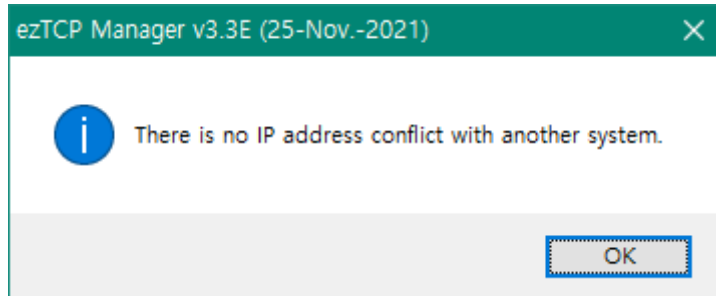 ezTCP Manager v3.3E (25-Nov.-2021)
There is no IP address conflict with another system.
OK